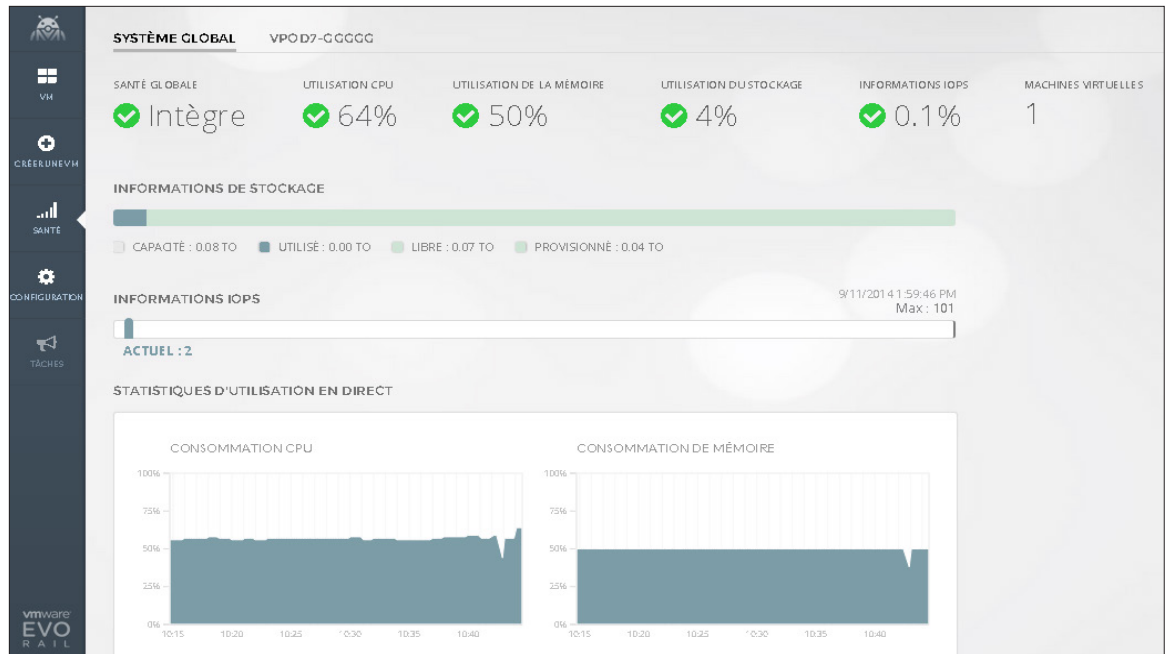 SYSTÈME GLOBAL VPOD7-GGGGG
SANTÉ GLOBALE UTILISATION CPU UTILISATION DE LA MÉMOIRE UTILISATION DU STOCKAGE INFORMATIONS IOPS MACHINES VIRTUELLES
Intègre 64% 50% 4% 0.1% 1
VM
CRÉERUNEVM
SANTÉ
CONFIGURATION
TÂCHES
INFORMATIONS DE STOCKAGE
CAPACITÉ : 0.08 TO UTILISÉ : 0.00 TO LIBRE : 0.07 TO PROVISIONNÉ : 0.04 TO
INFORMATIONS IOPS
9/11/2014 1:59:46 PM
Max : 101
ACTUEL : 2
STATISTIQUES D'UTILISATION EN DIRECT
CONSOMMATION CPU
100%
75%
50%
25%
0%
10:15 10:20 10:25 10:30 10:35 10:40
CONSOMMATION DE MÉMOIRE
100%
75%
50%
25%
0%
10:15 10:20 10:25 10:30 10:35 10:40
vmware
EVO
RAIL